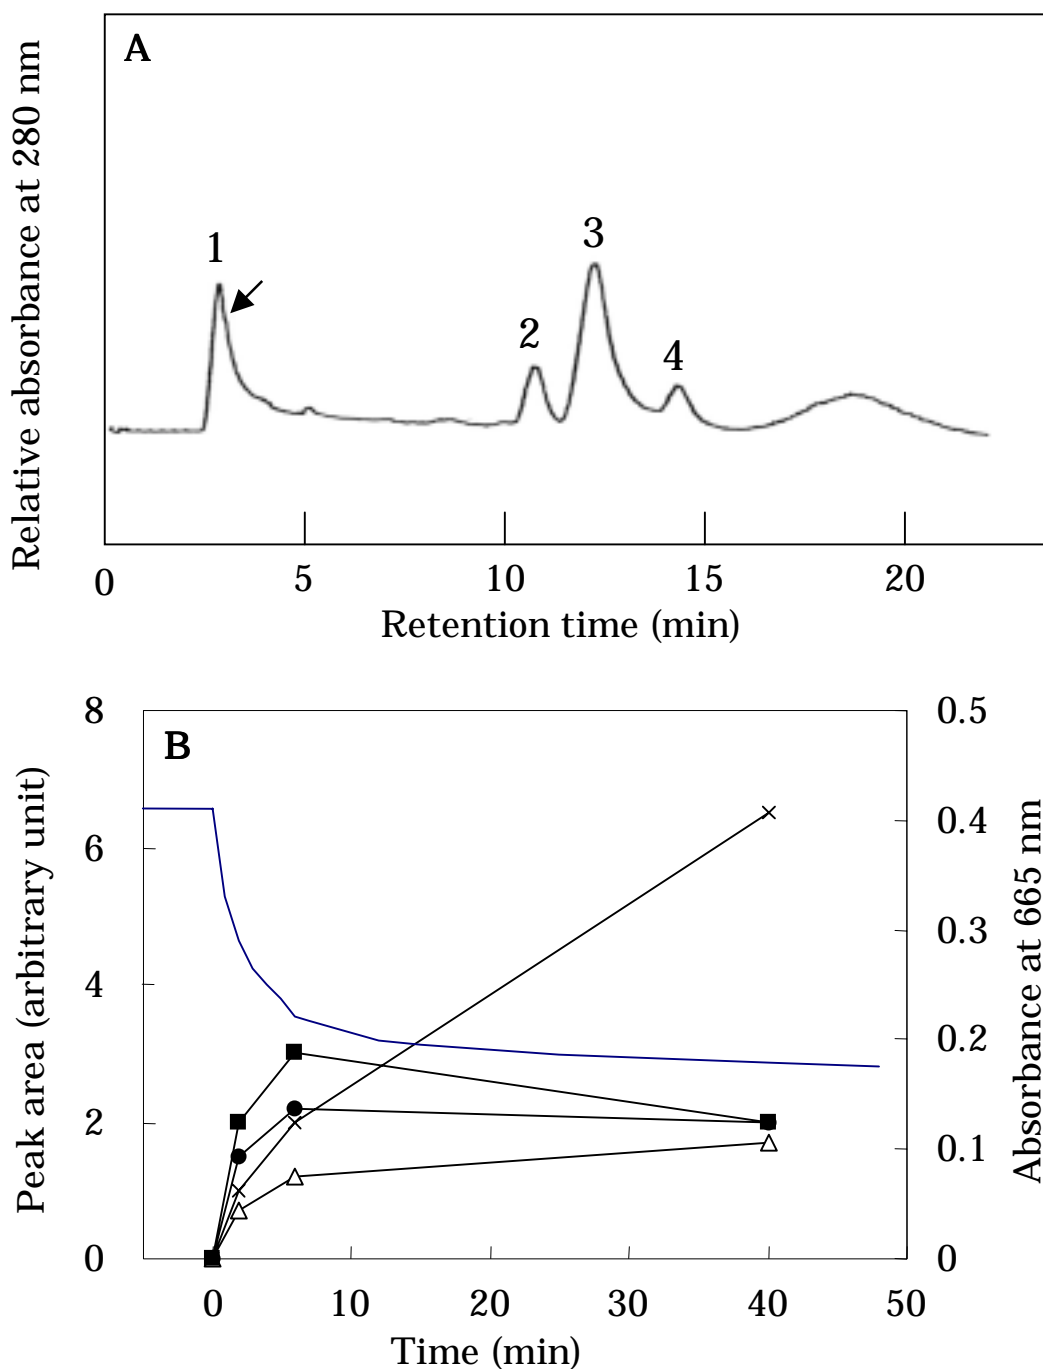 A
Relative absorbance at 280 nm
1
2
3
4
0 5 10 15 20
Retention time (min)
B
Peak area (arbitrary unit)
8
6
4
2
0
0.5
0.4
0.3
0.2
0.1
0
Absorbance at 665 nm
0 10 20 30 40 50
Time (min)